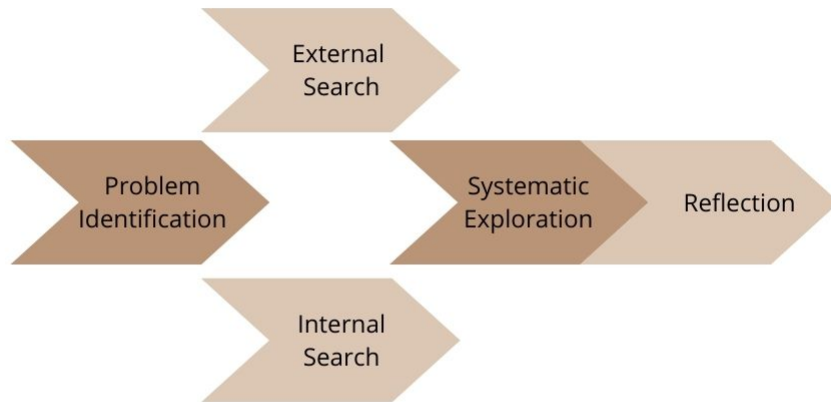 External
Search
Problem
Identification
Systematic
Exploration
Reflection
Internal
Search